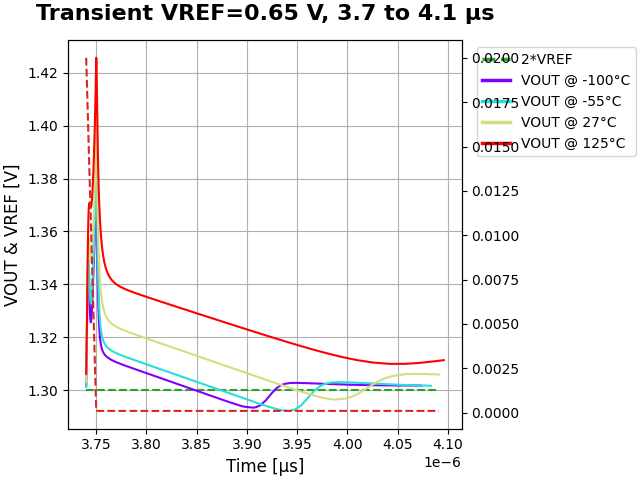 Transient VREF=0.65 V, 3.7 to 4.1 µs
VOUT & VREF [V]
1.42
1.40
1.38
1.36
1.34
1.32
1.30
0.0200
0.0175
0.0150
0.0125
0.0100
0.0075
0.0050
0.0025
0.0000
2*VREF
VOUT @ -100°C
VOUT @ -55°C
VOUT @ 27°C
VOUT @ 125°C
3.75 3.80 3.85 3.90 3.95 4.00 4.05 4.10
1e−6
Time [µs]